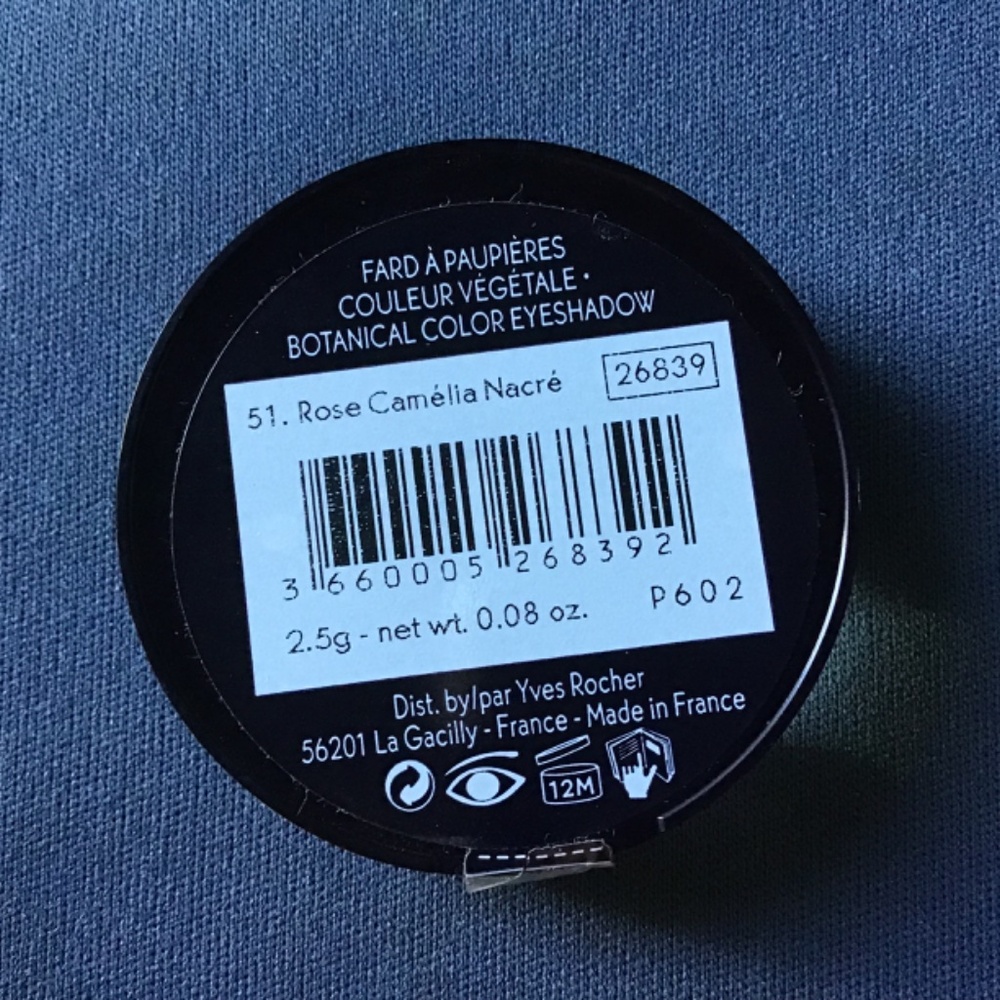 FARD À PAUPIÈRES
COULEUR VÉGÉTALE •
BOTANICAL COLOR EYESHADOW
51. Rose Camélia Nacré 26839
3 660005 268392
2.5g - net wt. 0.08 oz. P602
Dist. by/par Yves Rocher
56201 La Gacilly - France - Made in France
12M